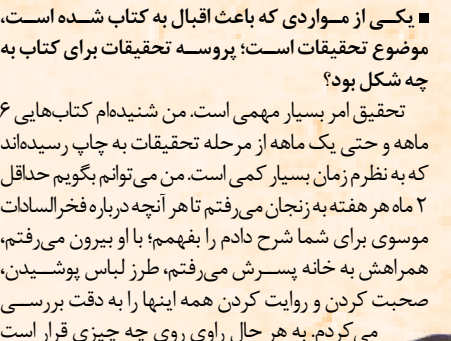 ■ یکی از مواردی که باعث اقبال به کتاب شده است،
موضوع تحقیقات است؛ پروسه تحقیقات برای کتاب به
چه شکل بود؟
تحقیق امر بسیار مهمی است. من شنیده‌ام کتاب‌هایی ۶
ماهه و حتی یک ماهه از مرحله تحقیقات به چاپ رسیده‌اند
که به نظرم زمان بسیار کمی است. من می‌توانم بگویم حداقل
۲ ماه هر هفته به زنجان می‌رفتم تا هر آنچه درباره فخرالسادات
موسوی برای شما شرح دادم را بفهمم؛ با او بیرون می‌رفتم،
همراهش به خانه پسرش می‌رفتم، طرز لباس پوشیدن،
صحبت کردن و روایت کردن همه اینها را به دقت بررسی
می‌کردم. به هر حال راوی روی چه چیزی قرار است